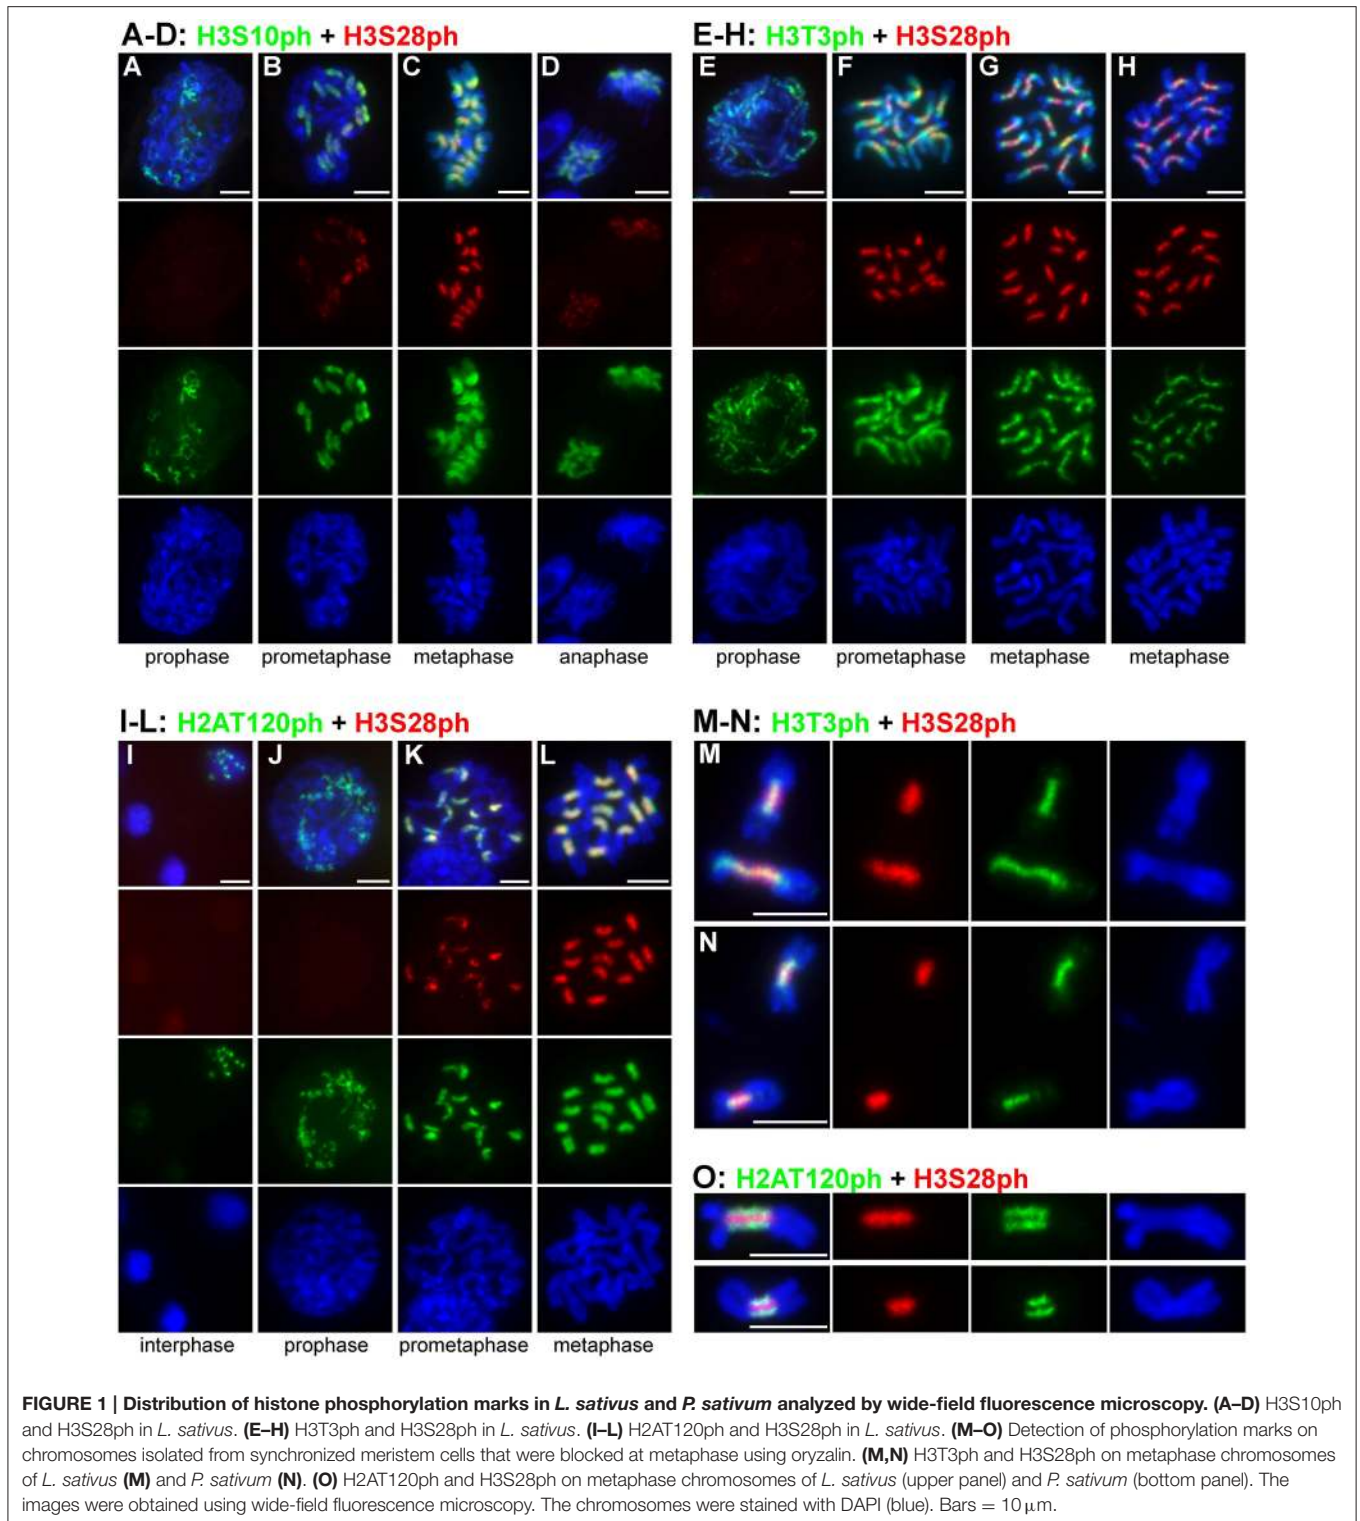 A-D: H3S10ph + H3S28ph
A B C D
prophase prometaphase metaphase anaphase
E-H: H3T3ph + H3S28ph
E F G H
prophase prometaphase metaphase metaphase
I-L: H2AT120ph + H3S28ph
I J K L
interphase prophase prometaphase metaphase
M-N: H3T3ph + H3S28ph
M
N
O: H2AT120ph + H3S28ph
FIGURE 1 | Distribution of histone phosphorylation marks in L. sativus and P. sativum analyzed by wide-field fluorescence microscopy. (A–D) H3S10ph
and H3S28ph in L. sativus. (E–H) H3T3ph and H3S28ph in L. sativus. (I–L) H2AT120ph and H3S28ph in L. sativus. (M–O) Detection of phosphorylation marks on
chromosomes isolated from synchronized meristem cells that were blocked at metaphase using oryzalin. (M,N) H3T3ph and H3S28ph on metaphase chromosomes
of L. sativus (M) and P. sativum (N). (O) H2AT120ph and H3S28ph on metaphase chromosomes of L. sativus (upper panel) and P. sativum (bottom panel). The
images were obtained using wide-field fluorescence microscopy. The chromosomes were stained with DAPI (blue). Bars = 10 μm.